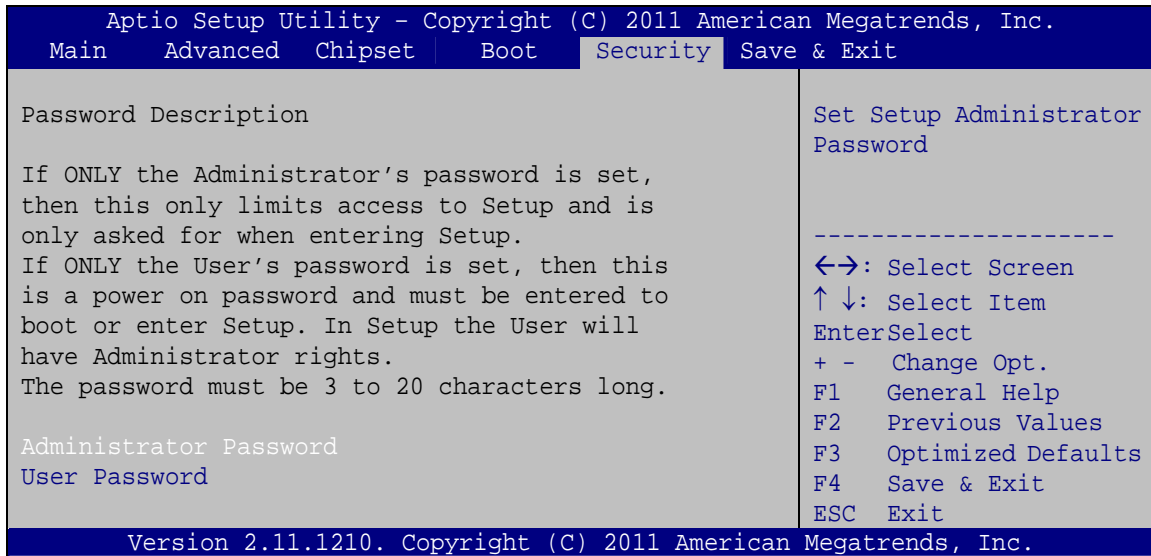 Aptio Setup Utility – Copyright (C) 2011 American Megatrends, Inc.
Main Advanced Chipset Boot Security Save & Exit
Password Description
If ONLY the Administrator’s password is set,
then this only limits access to Setup and is
only asked for when entering Setup.
If ONLY the User’s password is set, then this
is a power on password and must be entered to
boot or enter Setup. In Setup the User will
have Administrator rights.
The password must be 3 to 20 characters long.
Administrator Password
User Password
Set Setup Administrator
Password
---------------------
←→: Select Screen
↑ ↓: Select Item
EnterSelect
+ - Change Opt.
F1 General Help
F2 Previous Values
F3 Optimized Defaults
F4 Save & Exit
ESC Exit
Version 2.11.1210. Copyright (C) 2011 American Megatrends, Inc.